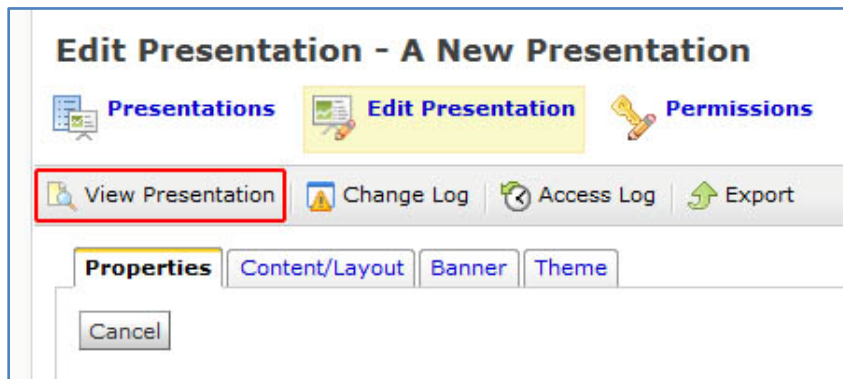 Edit Presentation - A New Presentation
Presentations Edit Presentation Permissions
View Presentation Change Log Access Log Export
Properties Content/Layout Banner Theme
Cancel